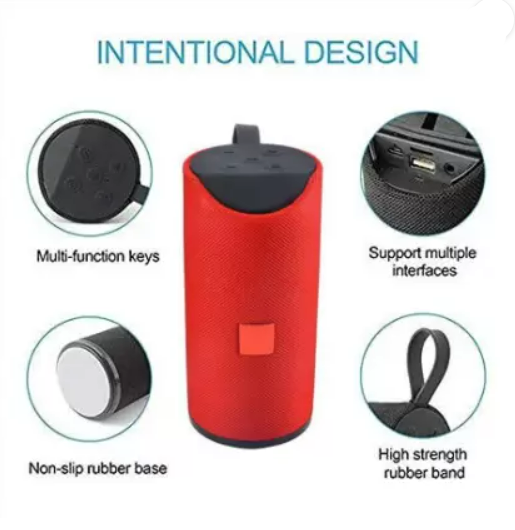 INTENTIONAL DESIGN
Multi-function keys
Support multiple
interfaces
Non-slip rubber base
High strength
rubber band